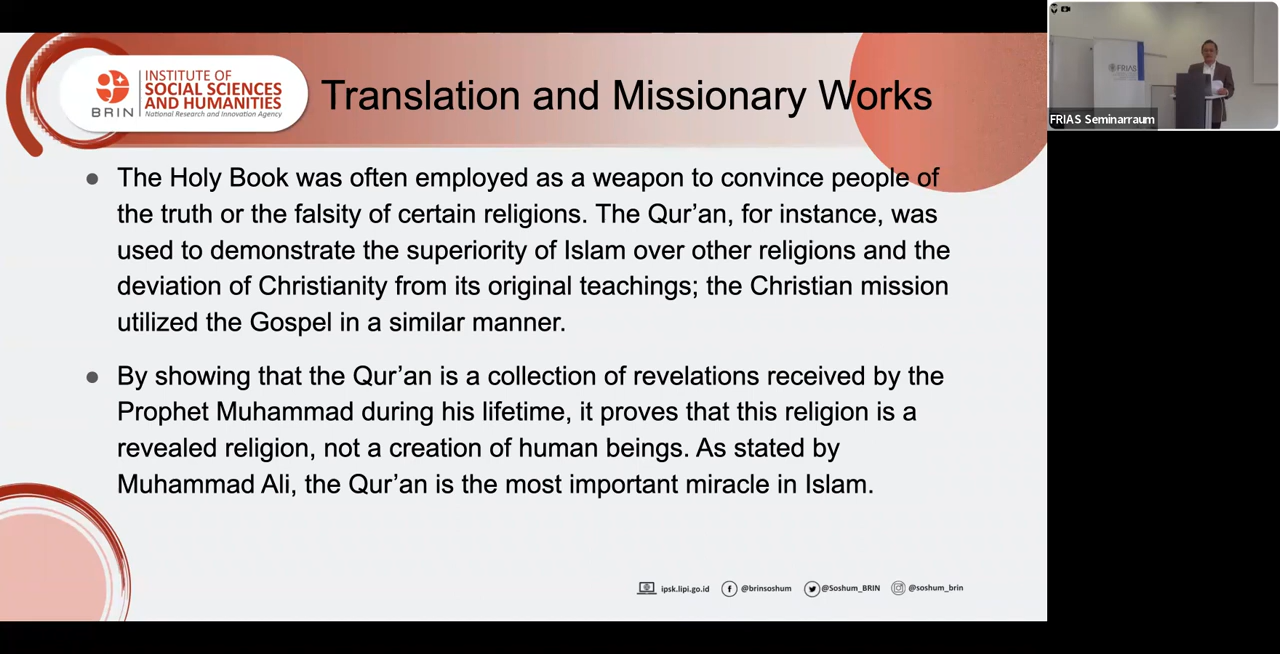 INSTITUTE OF
SOCIAL SCIENCES
AND HUMANITIES
BRIN
National Research and Innovation Agency
Translation and Missionary Works
FRIAS
FRIAS Seminarraum
The Holy Book was often employed as a weapon to convince people of
the truth or the falsity of certain religions. The Qur’an, for instance, was
used to demonstrate the superiority of Islam over other religions and the
deviation of Christianity from its original teachings; the Christian mission
utilized the Gospel in a similar manner.
By showing that the Qur’an is a collection of revelations received by the
Prophet Muhammad during his lifetime, it proves that this religion is a
revealed religion, not a creation of human beings. As stated by
Muhammad Ali, the Qur’an is the most important miracle in Islam.
ipsk.lipi.go.id @brinsoshum @Soshum_BRIN @soshum_brin